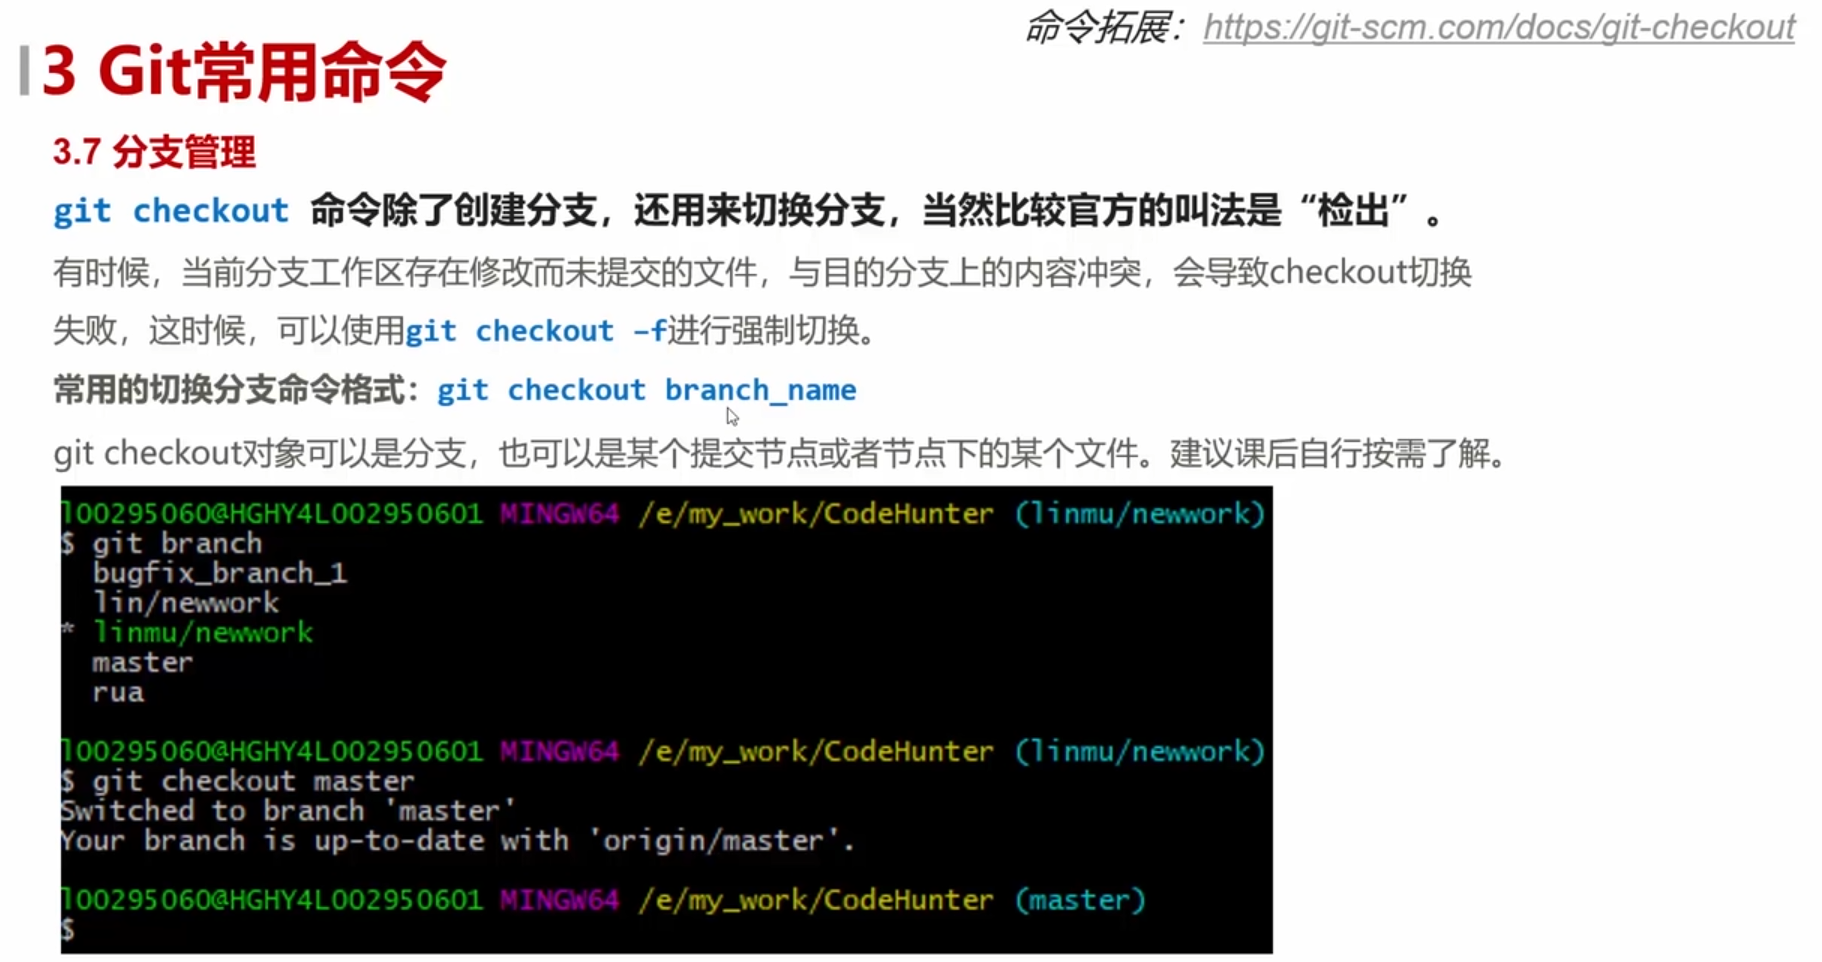 命令拓展：https://git-scm.com/docs/git-checkout
3 Git常用命令
3.7 分支管理
git checkout 命令除了创建分支，还用来切换分支，当然比较官方的叫法是“检出”。
有时候，当前分支工作区存在修改而未提交的文件，与目的分支上的内容冲突，会导致checkout切换
失败，这时候，可以使用git checkout –f进行强制切换。
常用的切换分支命令格式：git checkout branch_name
git checkout对象可以是分支，也可以是某个提交节点或者节点下的某个文件。建议课后自行按需了解。
l00295060@HGHY4L002950601 MINGW64 /e/my_work/CodeHunter (linmu/newwork)
$ git branch
bugfix_branch_1
lin/newwork
* linmu/newwork
master
rua
l00295060@HGHY4L002950601 MINGW64 /e/my_work/CodeHunter (linmu/newwork)
$ git checkout master
Switched to branch 'master'
Your branch is up-to-date with 'origin/master'.
l00295060@HGHY4L002950601 MINGW64 /e/my_work/CodeHunter (master)
$